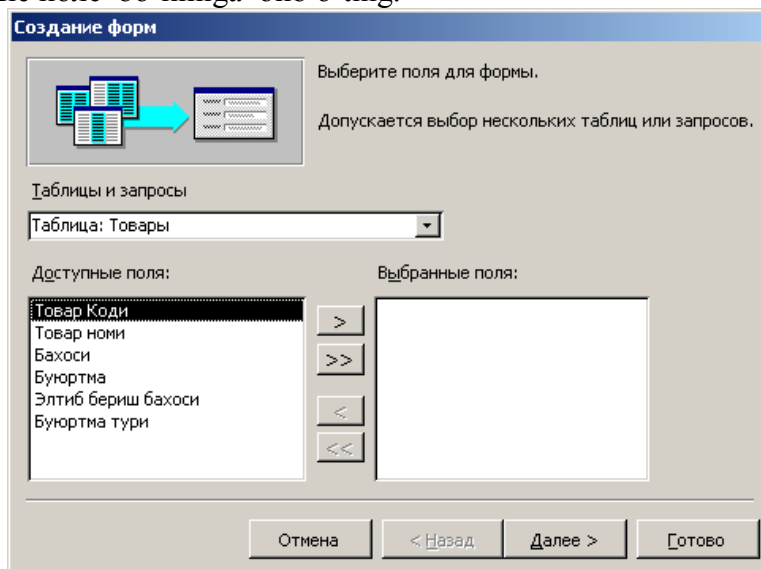 Создание форм
Выберите поля для формы.
Допускается выбор нескольких таблиц или запросов.
Таблицы и запросы
Таблица: Товары
Доступные поля:
Выбранные поля:
Товар Коди
Товар номи
Бахоси
Буюртма
Элтиб бериш бахоси
Буюртма тури
>
>>
<
<<
Отмена
< Назад
Далее >
Готово